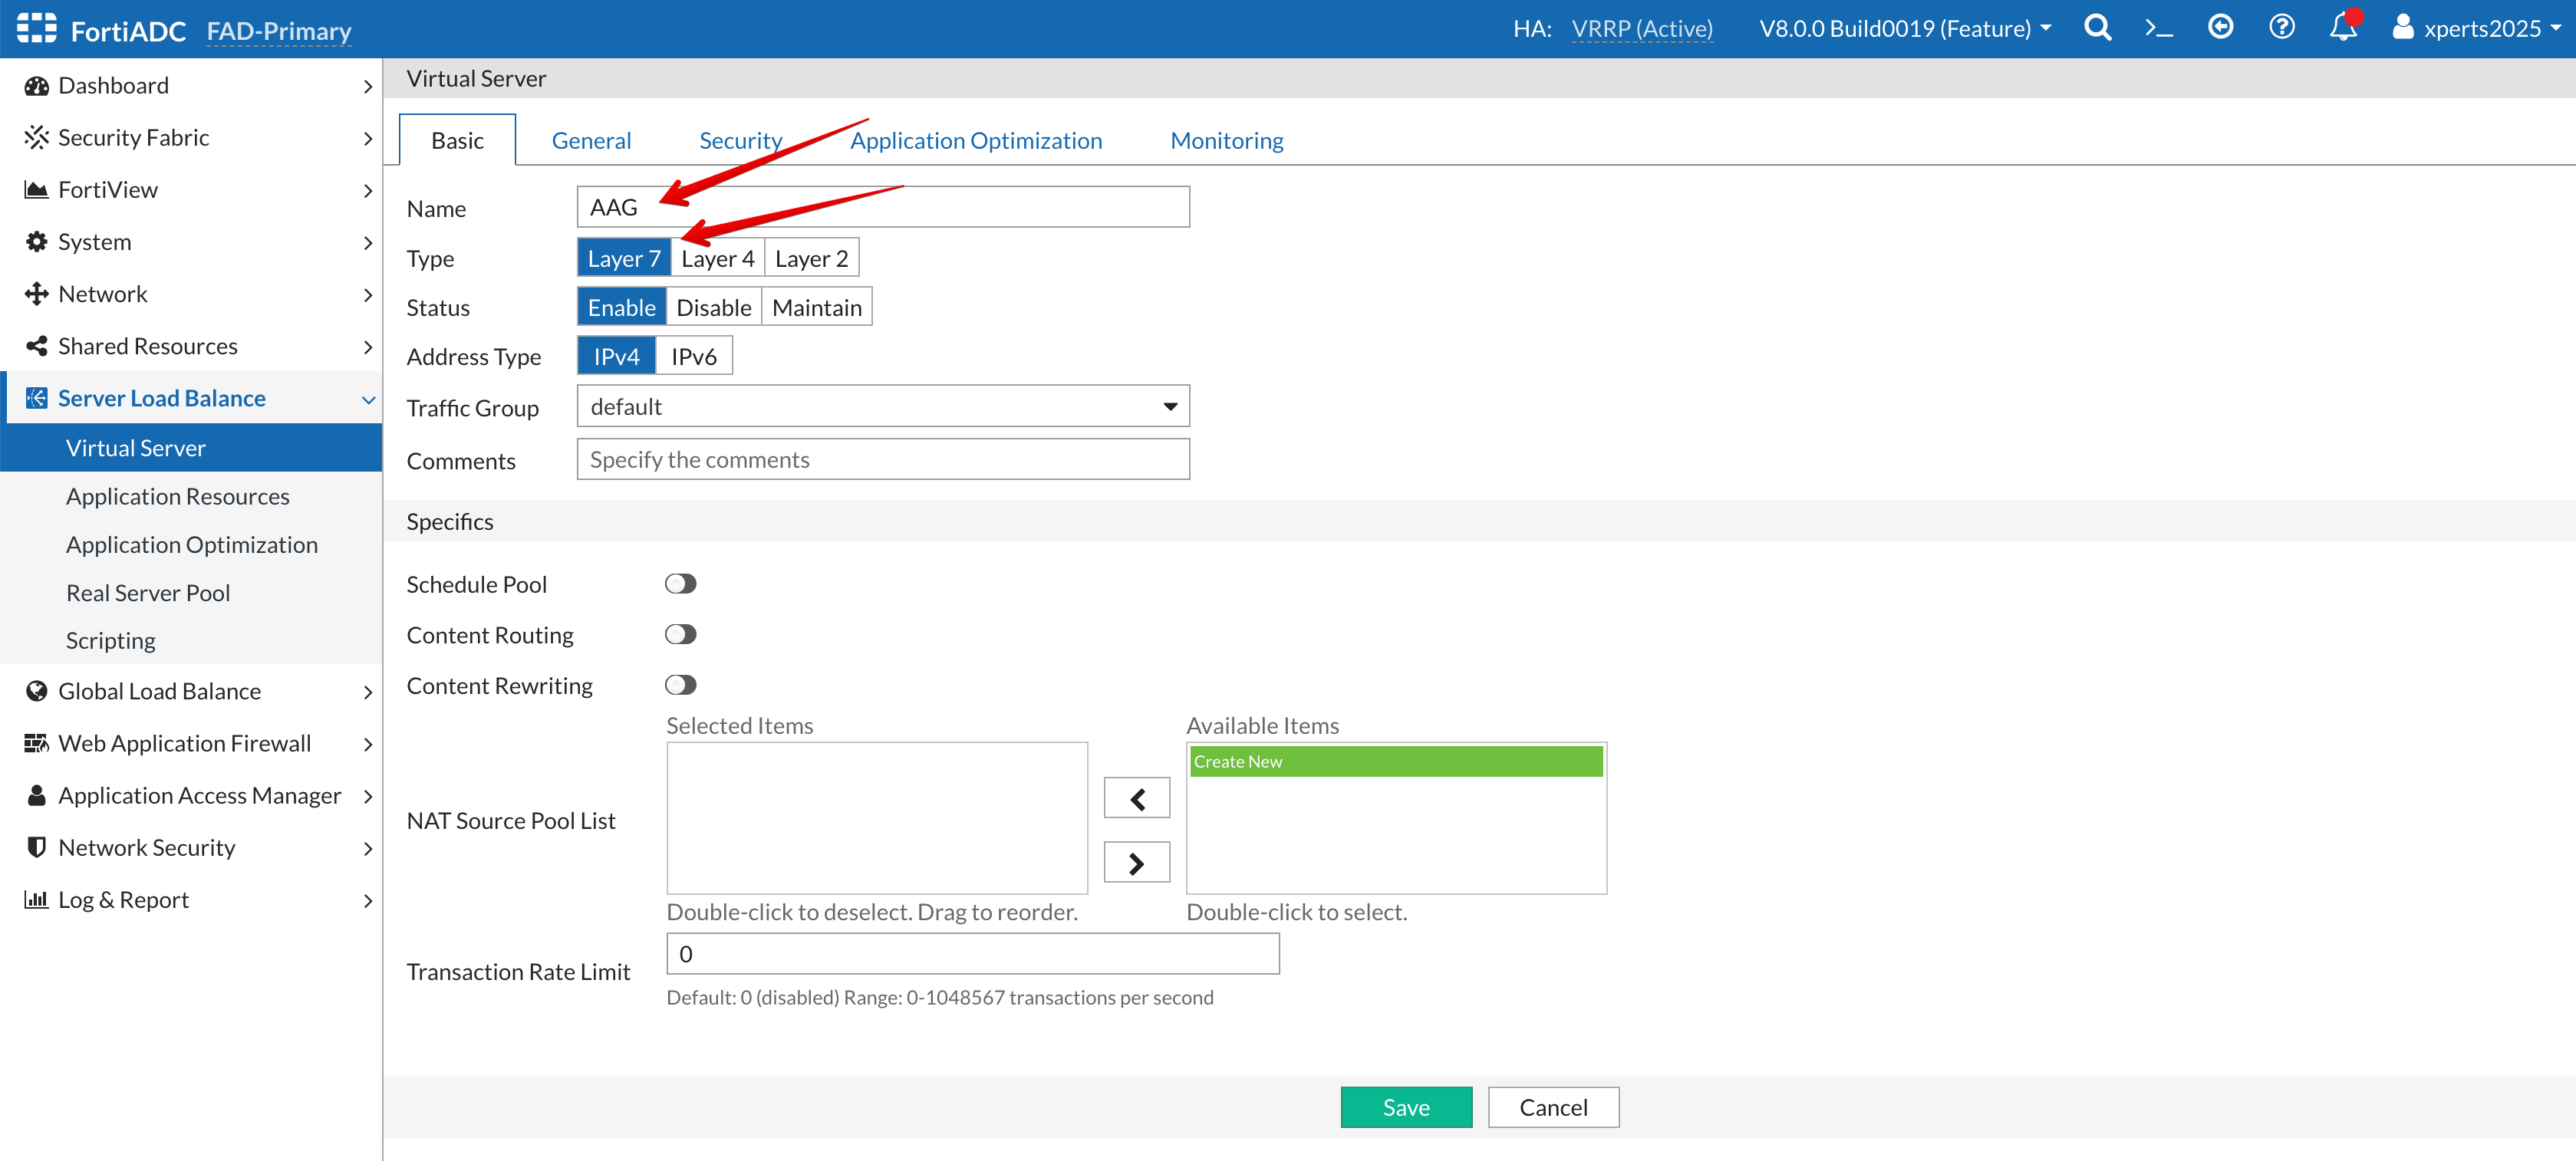 FortiADC FAD-Primary HA: VRRP (Active) V8.0.0 Build0019 (Feature) xperts2025
Dashboard
Security Fabric
FortiView
System
Network
Shared Resources
Server Load Balance
Virtual Server
Application Resources
Application Optimization
Real Server Pool
Scripting
Global Load Balance
Web Application Firewall
Application Access Manager
Network Security
Log & Report
Virtual Server
Basic General Security Application Optimization Monitoring
Name AAG
Type Layer 7 Layer 4 Layer 2
Status Enable Disable Maintain
Address Type IPv4 IPv6
Traffic Group default
Comments Specify the comments
Specifics
Schedule Pool
Content Routing
Content Rewriting
Selected Items Available Items
Create New
NAT Source Pool List
Double-click to deselect. Drag to reorder. Double-click to select.
Transaction Rate Limit 0
Default: 0 (disabled) Range: 0-1048567 transactions per second
Save Cancel